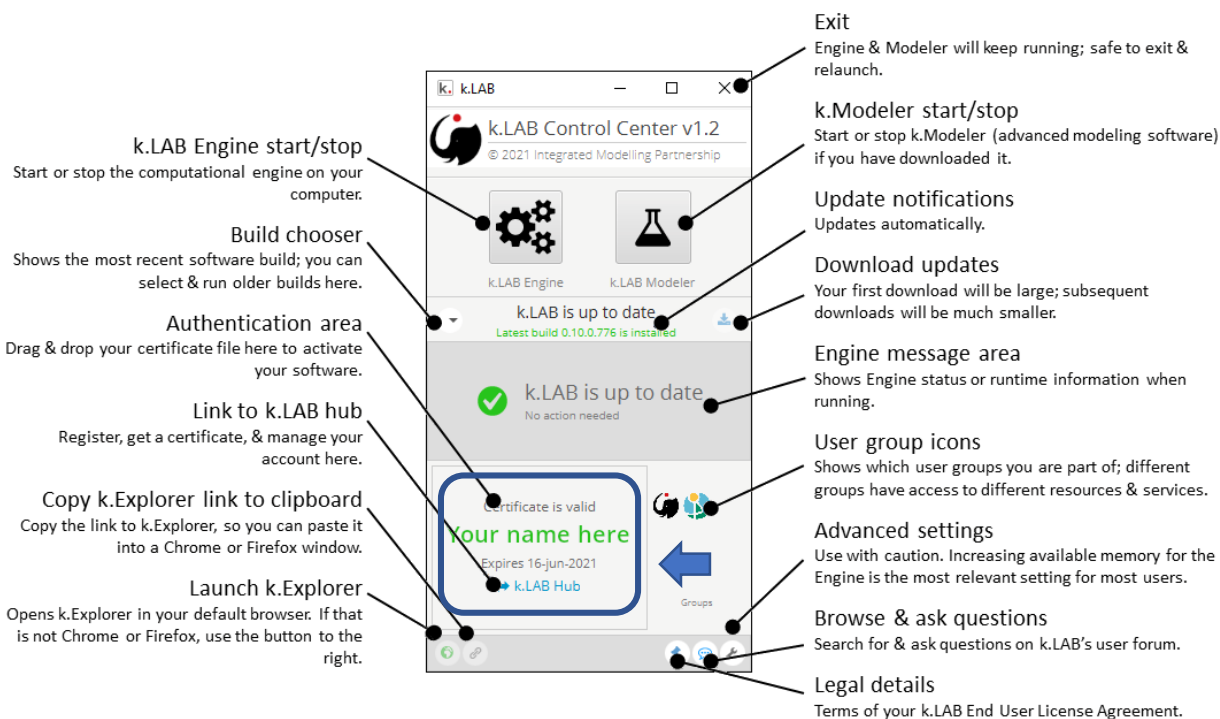 k.LAB Engine start/stop
Start or stop the computational engine on your
computer.
Build chooser
Shows the most recent software build; you can
select & run older builds here.
Authentication area
Drag & drop your certificate file here to activate
your software.
Link to k.LAB hub
Register, get a certificate, & manage your
account here.
Copy k.Explorer link to clipboard
Copy the link to k.Explorer, so you can paste it
into a Chrome or Firefox window.
Launch k.Explorer
Opens k.Explorer in your default browser. If that
is not Chrome or Firefox, use the button to the
right.
k. k.LAB
k.LAB Control Center v1.2
© 2021 Integrated Modelling Partnership
k.LAB Engine
k.LAB Modeler
k.LAB is up to date
Latest build 0.10.0.776 is installed
k.LAB is up to date
No action needed
Certificate is valid
Your name here
Expires 16-jun-2021
k.LAB Hub
Groups
Exit
Engine & Modeler will keep running; safe to exit &
relaunch.
k.Modeler start/stop
Start or stop k.Modeler (advanced modeling software)
if you have downloaded it.
Update notifications
Updates automatically.
Download updates
Your first download will be large; subsequent
downloads will be much smaller.
Engine message area
Shows Engine status or runtime information when
running.
User group icons
Shows which user groups you are part of; different
groups have access to different resources & services.
Advanced settings
Use with caution. Increasing available memory for the
Engine is the most relevant setting for most users.
Browse & ask questions
Search for & ask questions on k.LAB's user forum.
Legal details
Terms of your k.LAB End User License Agreement.